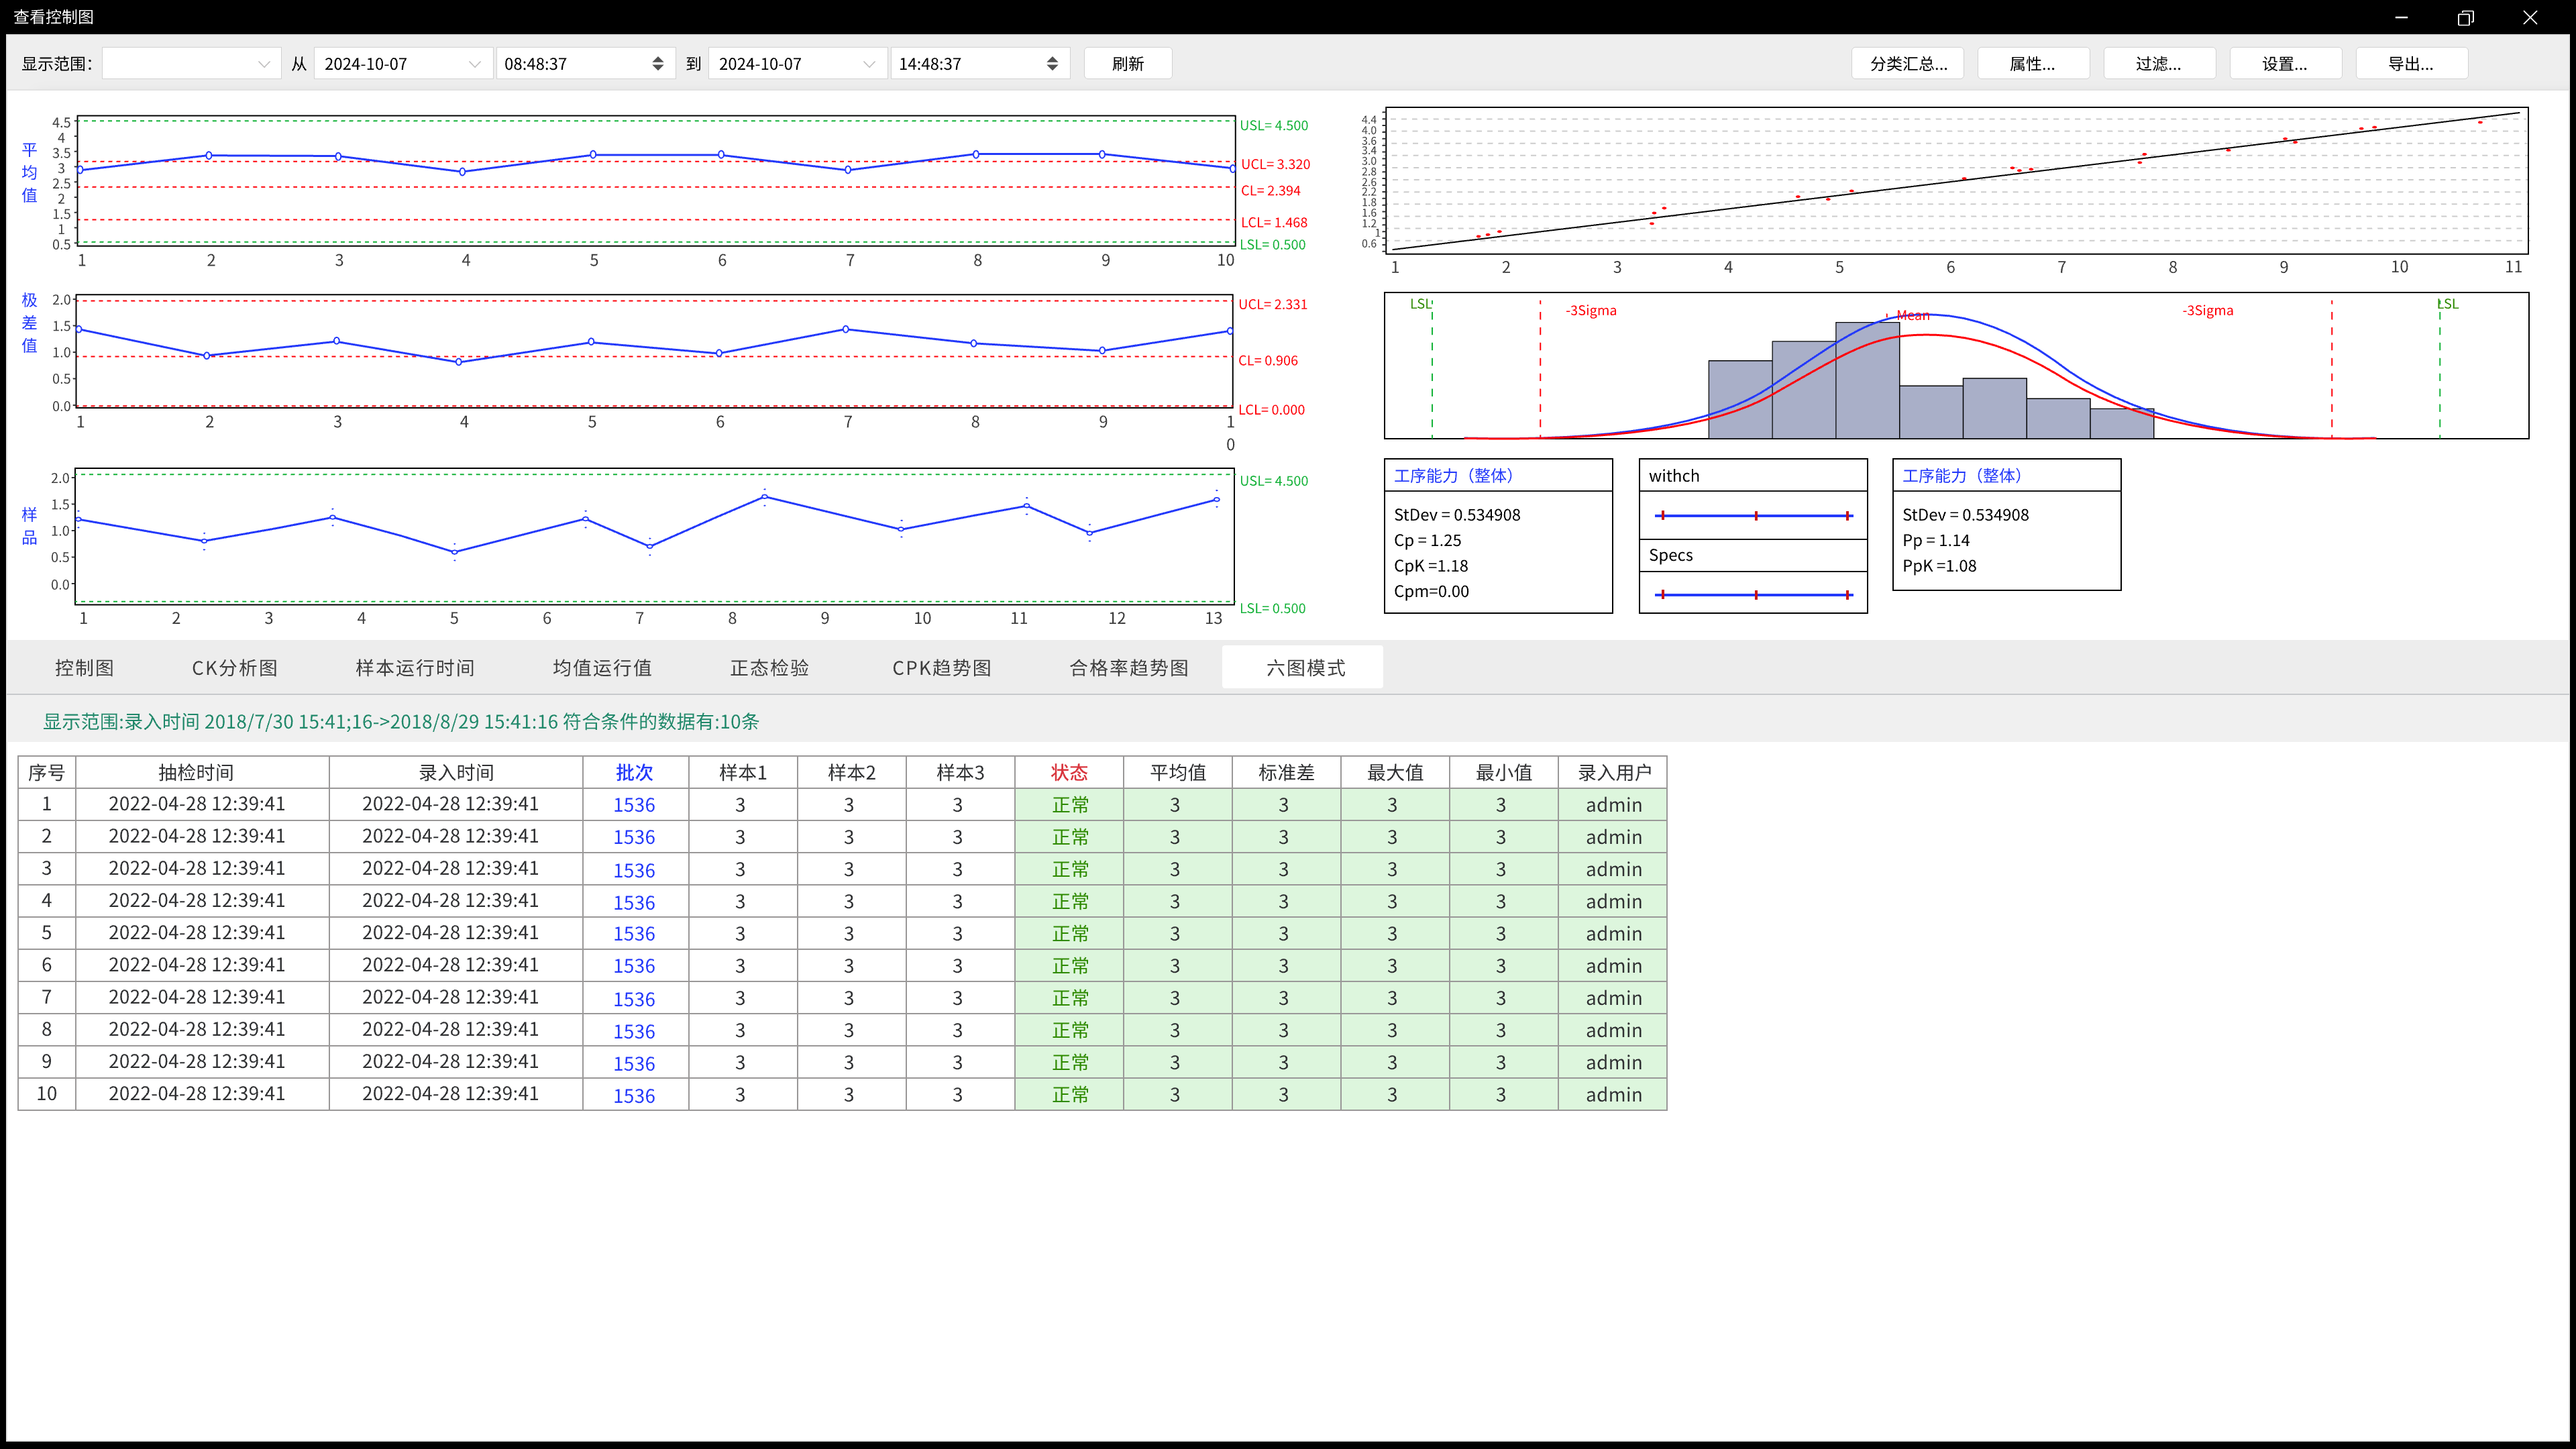 查看控制图
显示范围: 从 2024-10-07 08:48:37 到 2024-10-07 14:48:37 刷新 分类汇总... 属性... 过滤... 设置... 导出...
平均值
4.5
4
3.5
3
2.5
2
1.5
1
0.5
USL= 4.500
UCL= 3.320
CL= 2.394
LCL= 1.468
LSL= 0.500
1 2 3 4 5 6 7 8 9 10
4.4
4.0
3.6
3.4
3.0
2.8
2.6
2.2
1.8
1.6
1.2
1
0.6
1 2 3 4 5 6 7 8 9 10 11
极差值
2.0
1.5
1.0
0.5
0.0
UCL= 2.331
CL= 0.906
LCL= 0.000
1 2 3 4 5 6 7 8 9 10
LSL -3Sigma Mean -3Sigma LSL
样品
2.0
1.5
1.0
0.5
0.0
USL= 4.500
LSL= 0.500
1 2 3 4 5 6 7 8 9 10 11 12 13
工序能力（整体）
StDev = 0.534908
Cp = 1.25
CpK =1.18
Cpm=0.00
withch
Specs
工序能力（整体）
StDev = 0.534908
Pp = 1.14
PpK =1.08
控制图 CK分析图 样本运行时间 均值运行值 正态检验 CPK趋势图 合格率趋势图 六图模式
显示范围:录入时间 2018/7/30 15:41;16->2018/8/29 15:41:16 符合条件的数据有:10条
序号 抽检时间 录入时间 批次 样本1 样本2 样本3 状态 平均值 标准差 最大值 最小值 录入用户
1 2022-04-28 12:39:41 2022-04-28 12:39:41 1536 3 3 3 正常 3 3 3 3 admin
2 2022-04-28 12:39:41 2022-04-28 12:39:41 1536 3 3 3 正常 3 3 3 3 admin
3 2022-04-28 12:39:41 2022-04-28 12:39:41 1536 3 3 3 正常 3 3 3 3 admin
4 2022-04-28 12:39:41 2022-04-28 12:39:41 1536 3 3 3 正常 3 3 3 3 admin
5 2022-04-28 12:39:41 2022-04-28 12:39:41 1536 3 3 3 正常 3 3 3 3 admin
6 2022-04-28 12:39:41 2022-04-28 12:39:41 1536 3 3 3 正常 3 3 3 3 admin
7 2022-04-28 12:39:41 2022-04-28 12:39:41 1536 3 3 3 正常 3 3 3 3 admin
8 2022-04-28 12:39:41 2022-04-28 12:39:41 1536 3 3 3 正常 3 3 3 3 admin
9 2022-04-28 12:39:41 2022-04-28 12:39:41 1536 3 3 3 正常 3 3 3 3 admin
10 2022-04-28 12:39:41 2022-04-28 12:39:41 1536 3 3 3 正常 3 3 3 3 admin